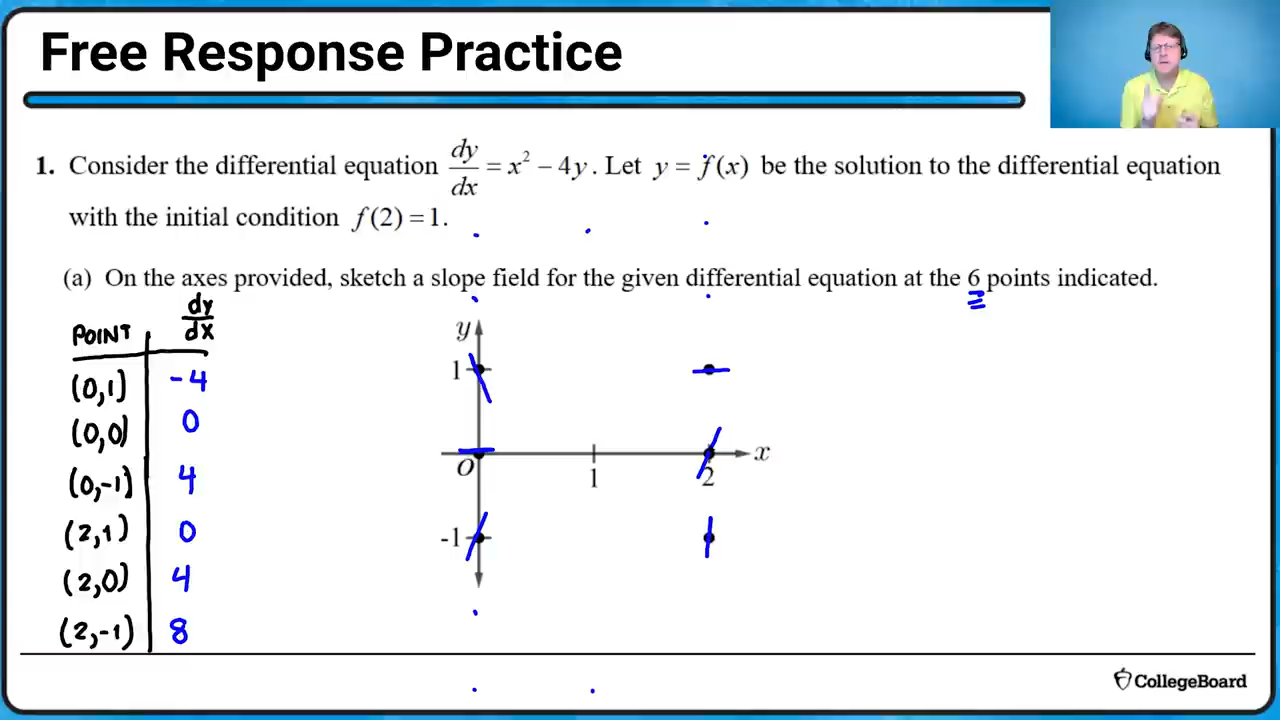 Free Response Practice
1. Consider the differential equation dy/dx = x² − 4y. Let y = f(x) be the solution to the differential equation
with the initial condition f(2) = 1.
(a) On the axes provided, sketch a slope field for the given differential equation at the 6 points indicated.
POINT dy/dx
(0,1) -4
(0,0) 0
(0,-1) 4
(2,1) 0
(2,0) 4
(2,-1) 8
y
1
O 1 2 x
-1
CollegeBoard